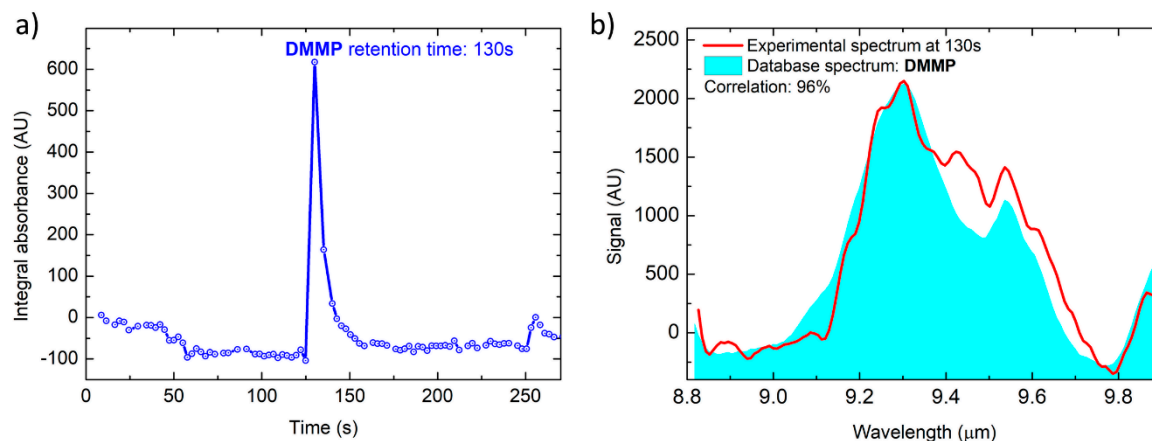 a)
DMMP retention time: 130s
600
500
400
300
200
100
0
-100
Integral absorbance (AU)
0 50 100 150 200 250
Time (s)
b)
Experimental spectrum at 130s
Database spectrum: DMMP
Correlation: 96%
2500
2000
1500
1000
500
0
Signal (AU)
8.8 9.0 9.2 9.4 9.6 9.8
Wavelength (μm)